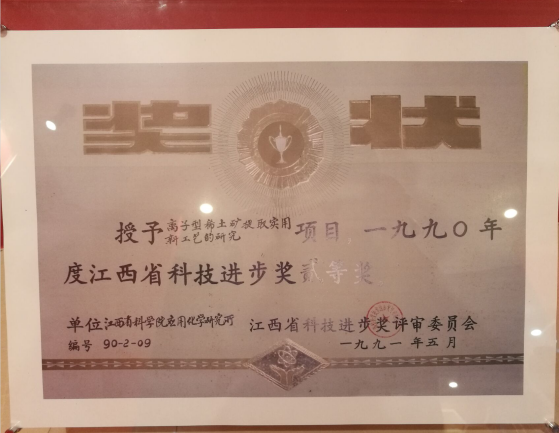 奖状
授予离子型稀土矿提取实用新工艺的研究项目 一九九〇年
度江西省科技进步奖贰等奖
单位江西省科学院应用化学研究所
江西省科技进步奖评审委员会
编号 90-2-09
一九九一年五月